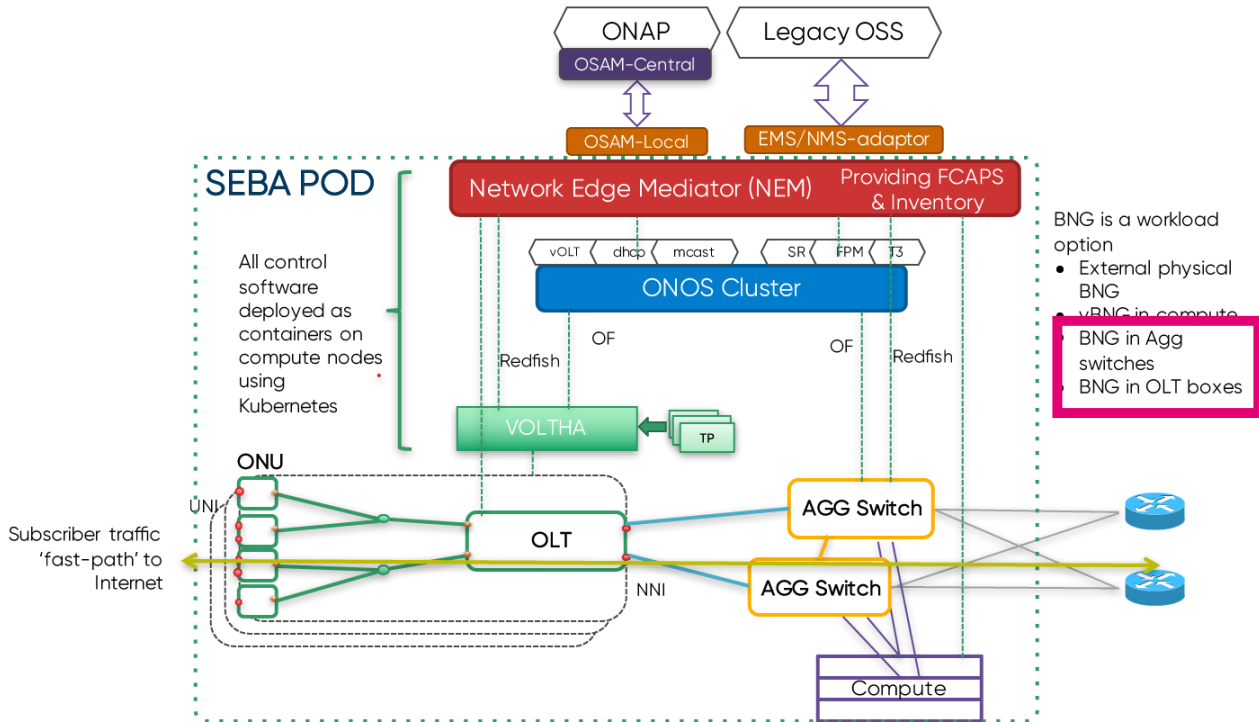 ONAP
Legacy OSS
OSAM-Central
OSAM-Local
EMS/NMS-adaptor
SEBA POD
Network Edge Mediator (NEM)
Providing FCAPS
& Inventory
BNG is a workload
option
• External physical
BNG
• vBNG in compute
• BNG in Agg
switches
• BNG in OLT boxes
All control
software
deployed as
containers on
compute nodes
using
Kubernetes
vOLT
dhcp
mcast
SR
FPM
T3
ONOS Cluster
OF
OF
Redfish
Redfish
VOLTHA
TP
ONU
UNI
AGG Switch
Subscriber traffic
'fast-path' to
Internet
OLT
NNI
AGG Switch
Compute